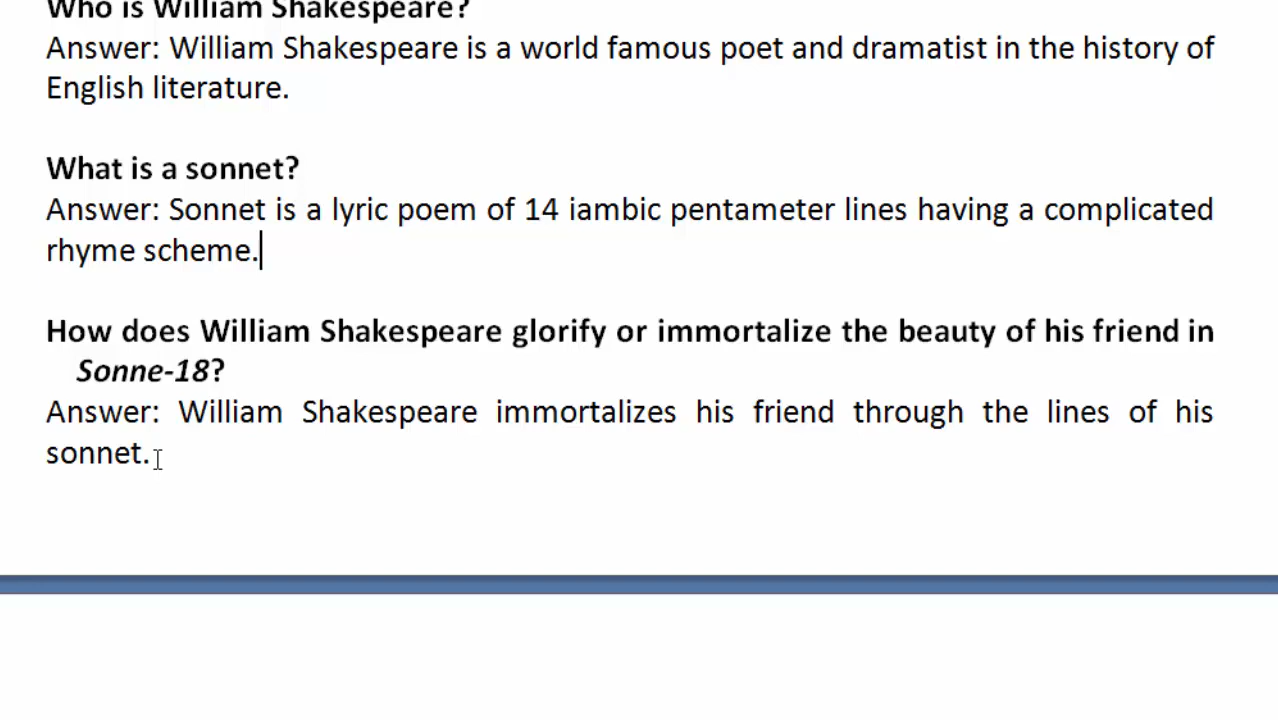 Who is William Shakespeare?
Answer: William Shakespeare is a world famous poet and dramatist in the history of
English literature.
What is a sonnet?
Answer: Sonnet is a lyric poem of 14 iambic pentameter lines having a complicated
rhyme scheme.
How does William Shakespeare glorify or immortalize the beauty of his friend in
Sonne-18?
Answer: William Shakespeare immortalizes his friend through the lines of his
sonnet.